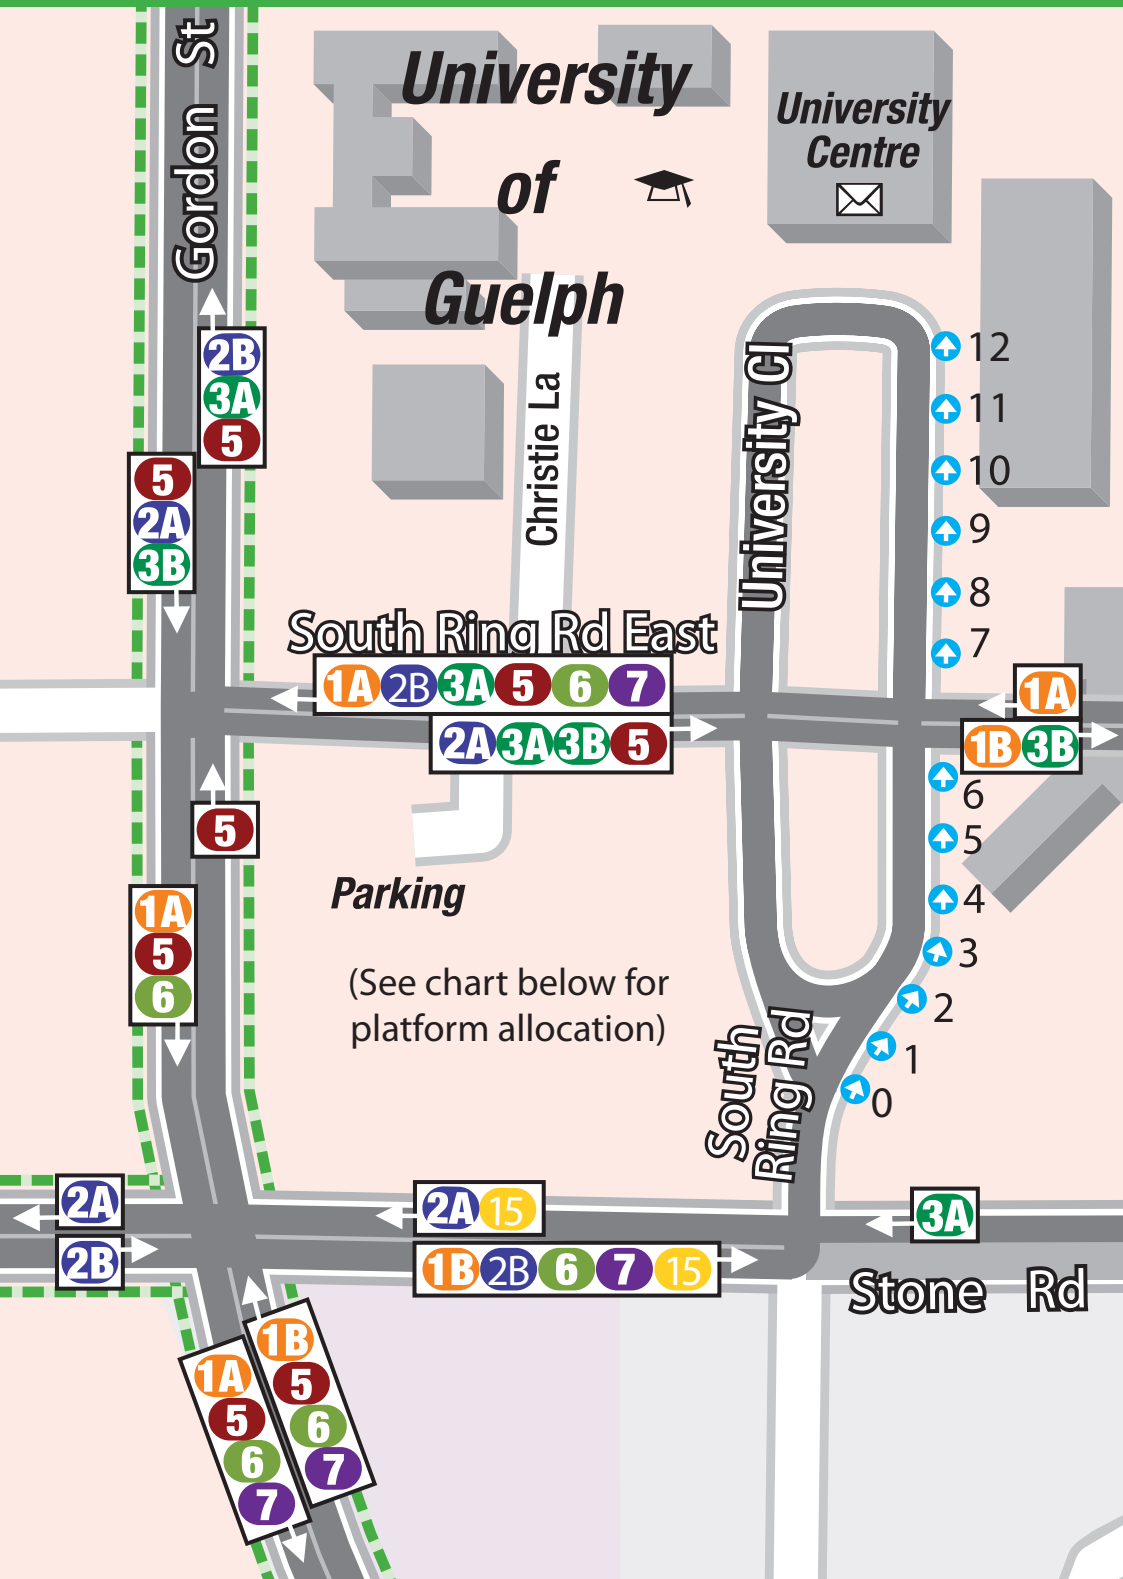 Gordon St
University
of
Guelph
University
Centre
2B
3A
5
5
2A
3B
Christie La
University Cl
12
11
10
9
8
7
South Ring Rd East
1A 2B 3A 5 6 7
2A 3A 3B 5
1A
1B 3B
6
5
4
3
2
1
0
5
1A
5
6
Parking
(See chart below for
platform allocation)
South
Ring Rd
2A
2B
2A 15
1B 2B 6 7 15
3A
Stone Rd
1A
5
6
7
1B
5
6
7